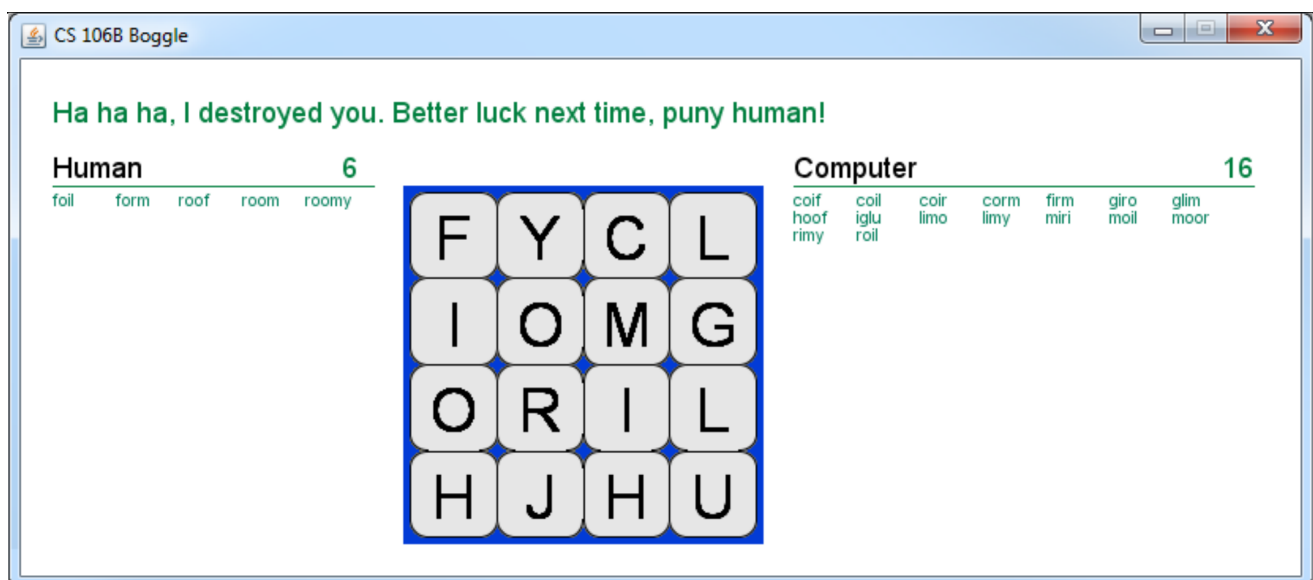 CS 106B Boggle
Ha ha ha, I destroyed you. Better luck next time, puny human!
Human 6
foil form roof room roomy
F Y C L
I O M G
O R I L
H J H U
Computer 16
coif coil coir corm firm giro glim
hoof iglu limo limy miri moil moor
rimy roil